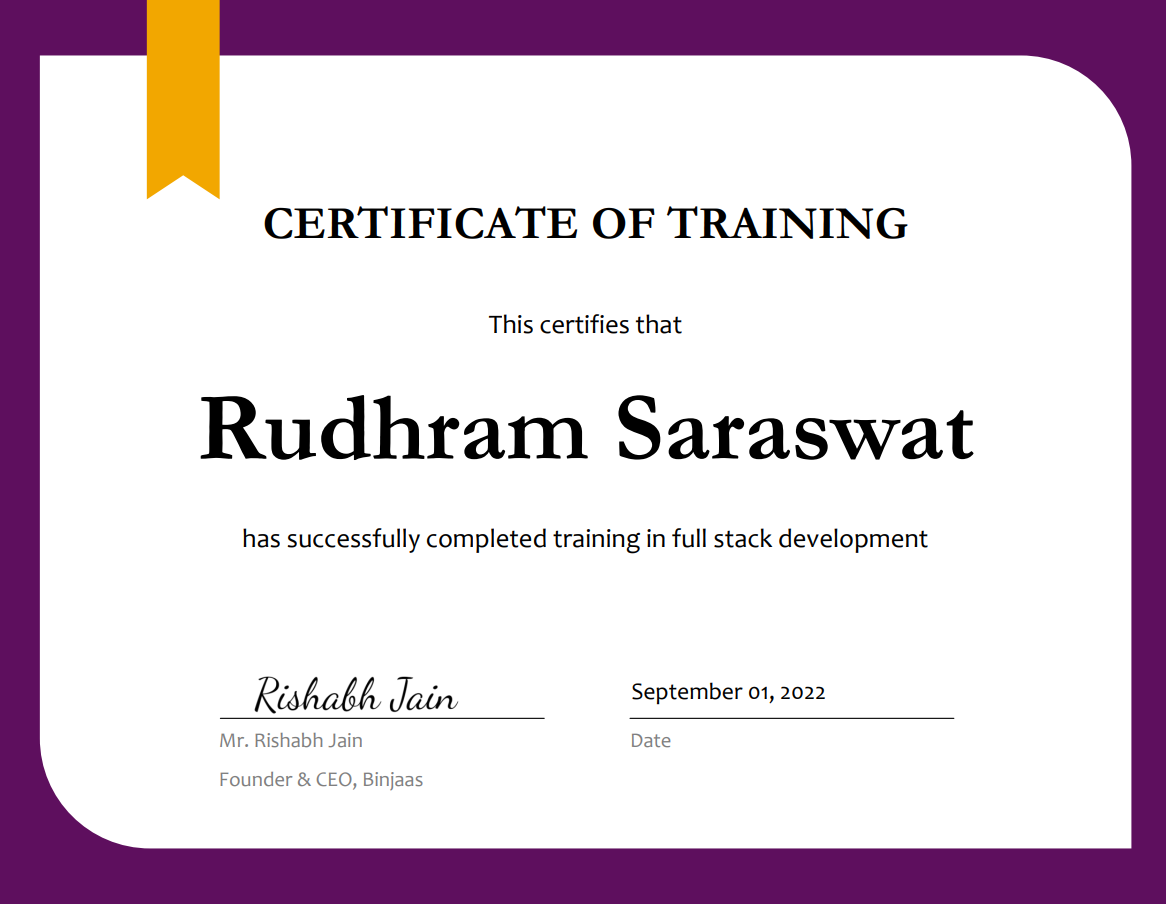 CERTIFICATE OF TRAINING
This certifies that
Rudhram Saraswat
has successfully completed training in full stack development
Rishabh Jain
September 01, 2022
Mr. Rishabh Jain
Date
Founder & CEO, Binjaas